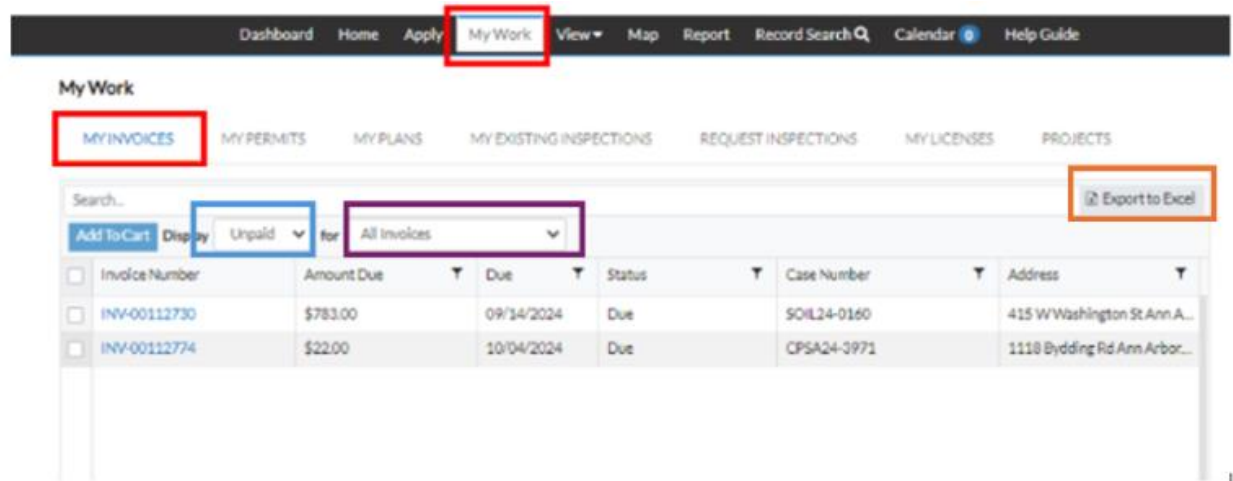 Dashboard Home Apply My Work View Map Report Record Search Calendar 0 Help Guide
My Work
MY INVOICES MY PERMITS MY PLANS MY EXISTING INSPECTIONS REQUEST INSPECTIONS MY LICENSES PROJECTS
Search... Export to Excel
Add To Cart Display Unpaid for All Invoices
Invoice Number Amount Due Due Status Case Number Address
INV-00112730 $783.00 09/14/2024 Due SOIL24-0160 415 W Washington St Ann A...
INV-00112774 $22.00 10/04/2024 Due CPSA24-3971 1118 Bydding Rd Ann Arbor...